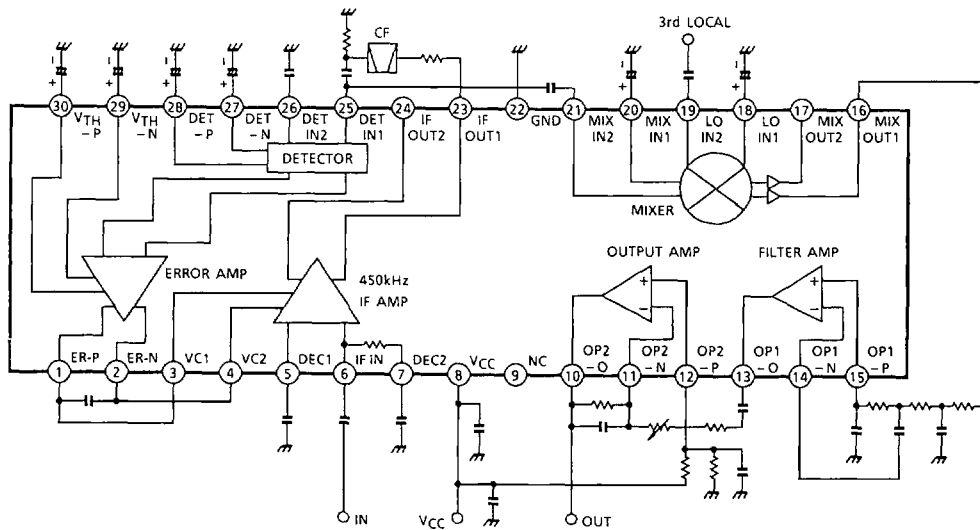 3rd LOCAL
CF
- - - - - -
+ + + + + +
30 29 28 27 26 25 24 23 22 21 20 19 18 17 16
VTH -P
VTH -N
DET -P
DET -N
DET IN2
DET IN1
IF OUT2
IF OUT1
GND
MIX IN2
MIX IN1
LO IN2
LO IN1
MIX OUT2
MIX OUT1
DETECTOR
MIXER
ERROR AMP
450kHz
IF AMP
OUTPUT AMP
FILTER AMP
+ +
− −
ER-P
ER-N
VC1
VC2
DEC1
IF IN
DEC2
VCC
NC
OP2 -O
OP2 -N
OP2 -P
OP1 -O
OP1 -N
OP1 -P
1 2 3 4 5 6 7 8 9 10 11 12 13 14 15
IN
VCC
OUT